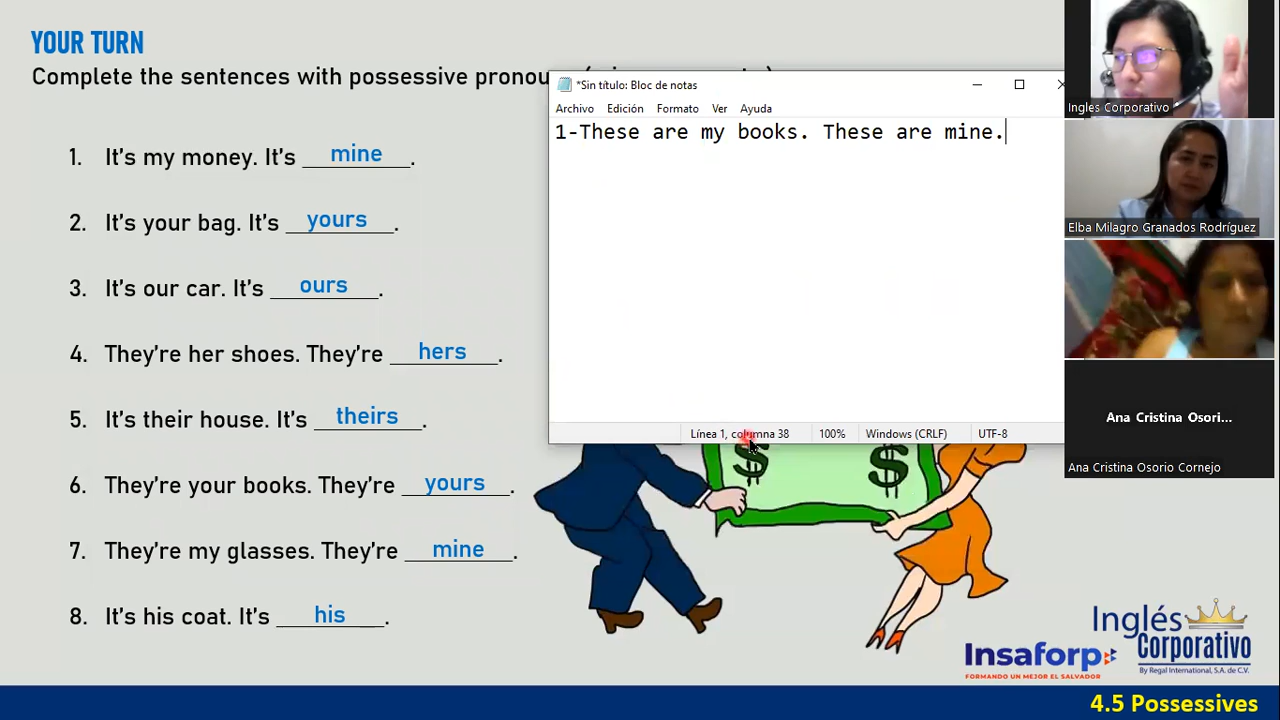 YOUR TURN
Complete the sentences with possessive
1. It's my money. It's mine.
2. It's your bag. It's yours.
3. It's our car. It's ours.
4. They're her shoes. They're hers.
5. It's their house. It's theirs.
6. They're your books. They're yours.
7. They're my glasses. They're mine.
8. It's his coat. It's his.
*Sin título: Bloc de notas
Archivo Edición Formato Ver Ayuda
1-These are my books. These are mine.
Línea 1, columna 38 100% Windows (CRLF) UTF-8
$ $
Ingles Corporativo
Elba Milagro Granados Rodríguez
Ana Cristina Osori...
Ana Cristina Osorio Cornejo
Insaforp
FORMANDO UN MEJOR EL SALVADOR
Inglés
Corporativo
By Regal International, S.A. de C.V.
4.5 Possessives